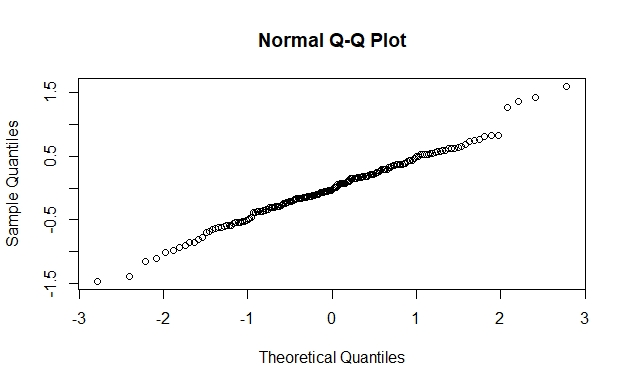 Normal Q-Q Plot
Sample Quantiles
1.5
0.5
-0.5
-1.5
-3 -2 -1 0 1 2 3
Theoretical Quantiles